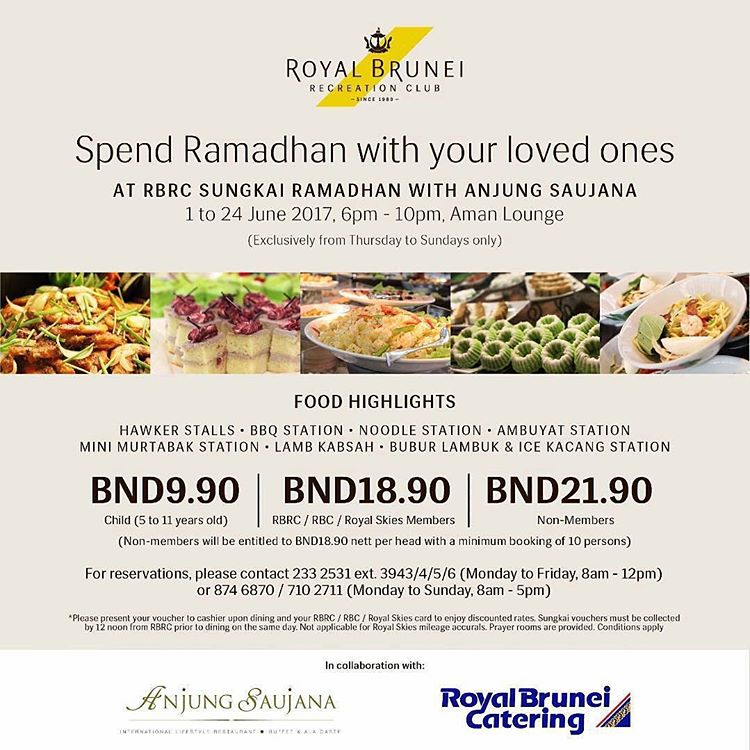 ROYAL BRUNEI
RECREATION CLUB
– SINCE 1989 –
Spend Ramadhan with your loved ones
AT RBRC SUNGKAI RAMADHAN WITH ANJUNG SAUJANA
1 to 24 June 2017, 6pm - 10pm, Aman Lounge
(Exclusively from Thursday to Sundays only)
FOOD HIGHLIGHTS
HAWKER STALLS • BBQ STATION • NOODLE STATION • AMBUYAT STATION
MINI MURTABAK STATION • LAMB KABSAH • BUBUR LAMBUK & ICE KACANG STATION
BND9.90
Child (5 to 11 years old)
BND18.90
RBRC / RBC / Royal Skies Members
BND21.90
Non-Members
(Non-members will be entitled to BND18.90 nett per head with a minimum booking of 10 persons)
For reservations, please contact 233 2531 ext. 3943/4/5/6 (Monday to Friday, 8am - 12pm)
or 874 6870 / 710 2711 (Monday to Sunday, 8am - 5pm)
*Please present your voucher to cashier upon dining and your RBRC / RBC / Royal Skies card to enjoy discounted rates. Sungkai vouchers must be collected
by 12 noon from RBRC prior to dining on the same day. Not applicable for Royal Skies mileage accurals. Prayer rooms are provided. Conditions apply
In collaboration with:
ANJUNG SAUJANA
INTERNATIONAL LIFESTYLE RESTAURANT • BUFFET & A LA CARTE
Royal Brunei
Catering